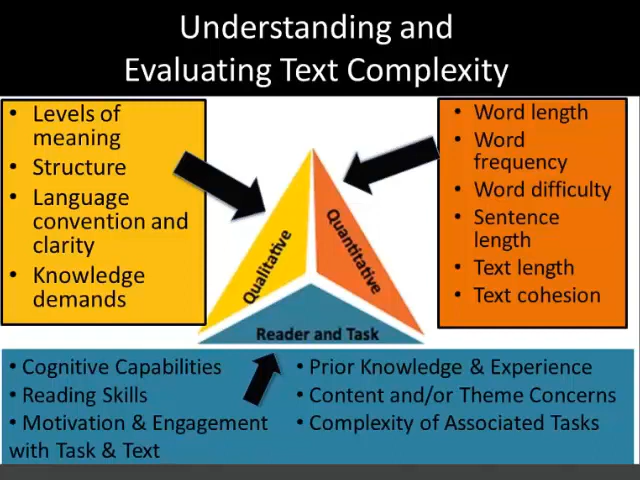 Understanding and
Evaluating Text Complexity
• Levels of
meaning
• Structure
• Language
convention and
clarity
• Knowledge
demands
• Word length
• Word
frequency
• Word difficulty
• Sentence
length
• Text length
• Text cohesion
Qualitative
Quantitative
Reader and Task
• Cognitive Capabilities
• Reading Skills
• Motivation & Engagement
with Task & Text
• Prior Knowledge & Experience
• Content and/or Theme Concerns
• Complexity of Associated Tasks